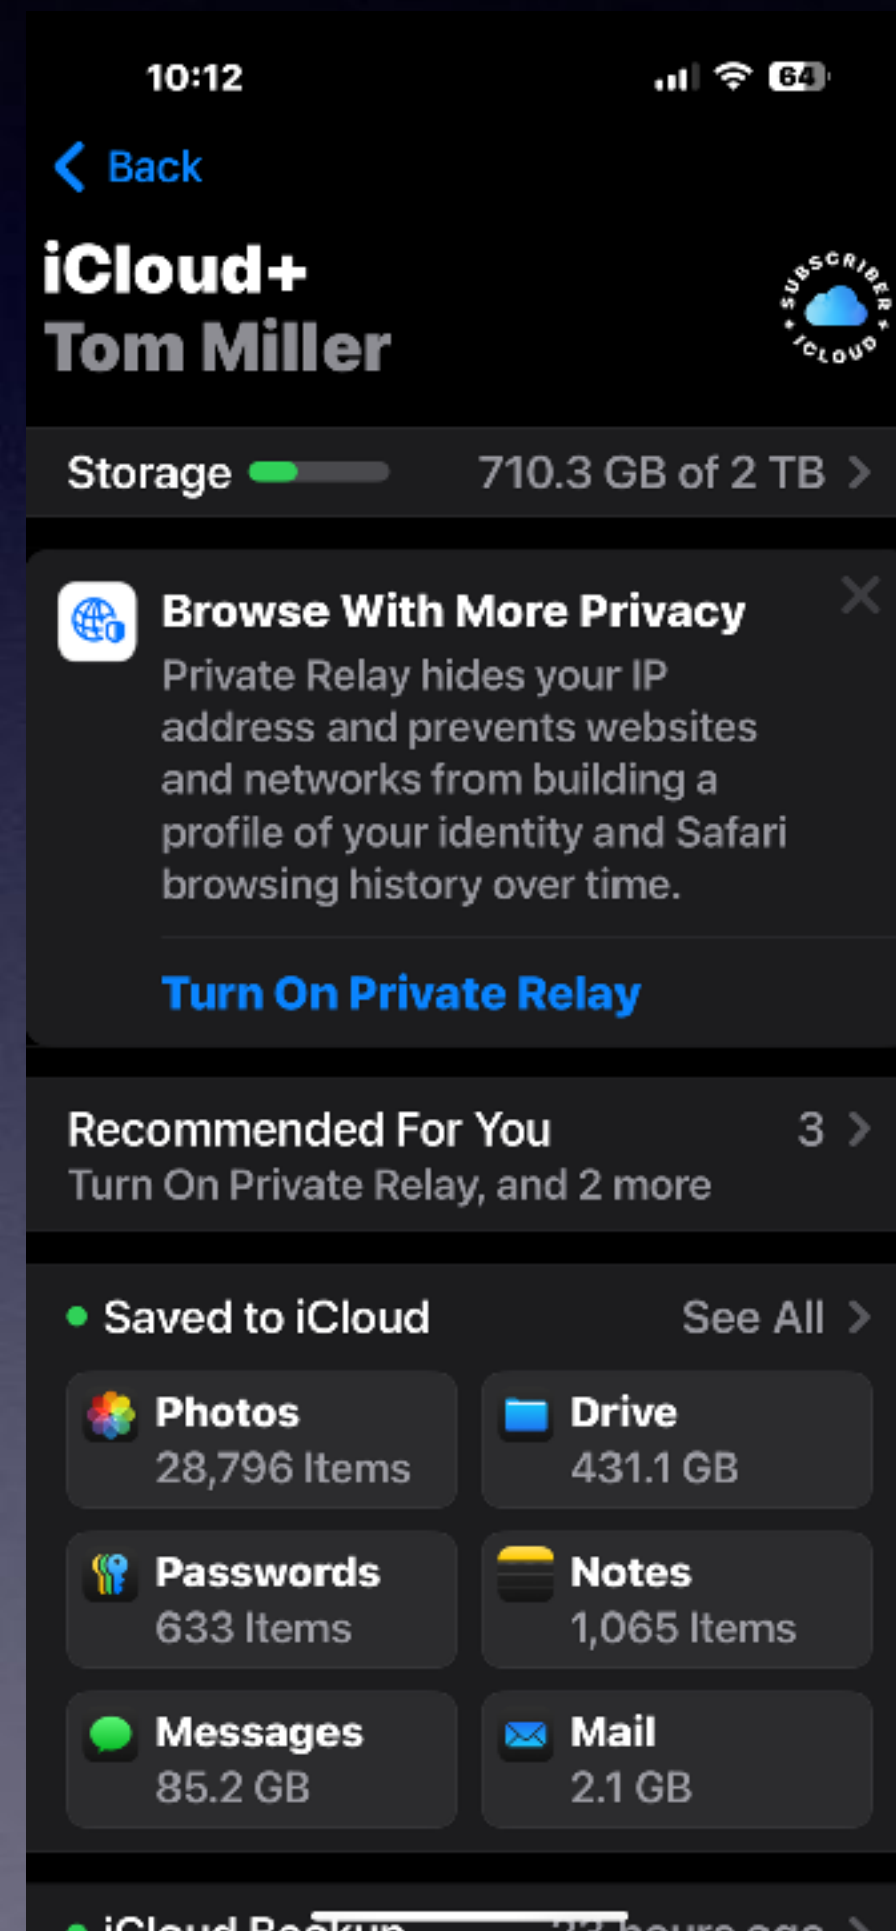 10:12
64
Back
iCloud+
Tom Miller
SUBSCRIBER
ICLOUD
Storage 710.3 GB of 2 TB
Browse With More Privacy
Private Relay hides your IP
address and prevents websites
and networks from building a
profile of your identity and Safari
browsing history over time.
Turn On Private Relay
Recommended For You 3
Turn On Private Relay, and 2 more
Saved to iCloud See All
Photos Drive
28,796 Items 431.1 GB
Passwords Notes
633 Items 1,065 Items
Messages Mail
85.2 GB 2.1 GB
iCloud Backup hours ago